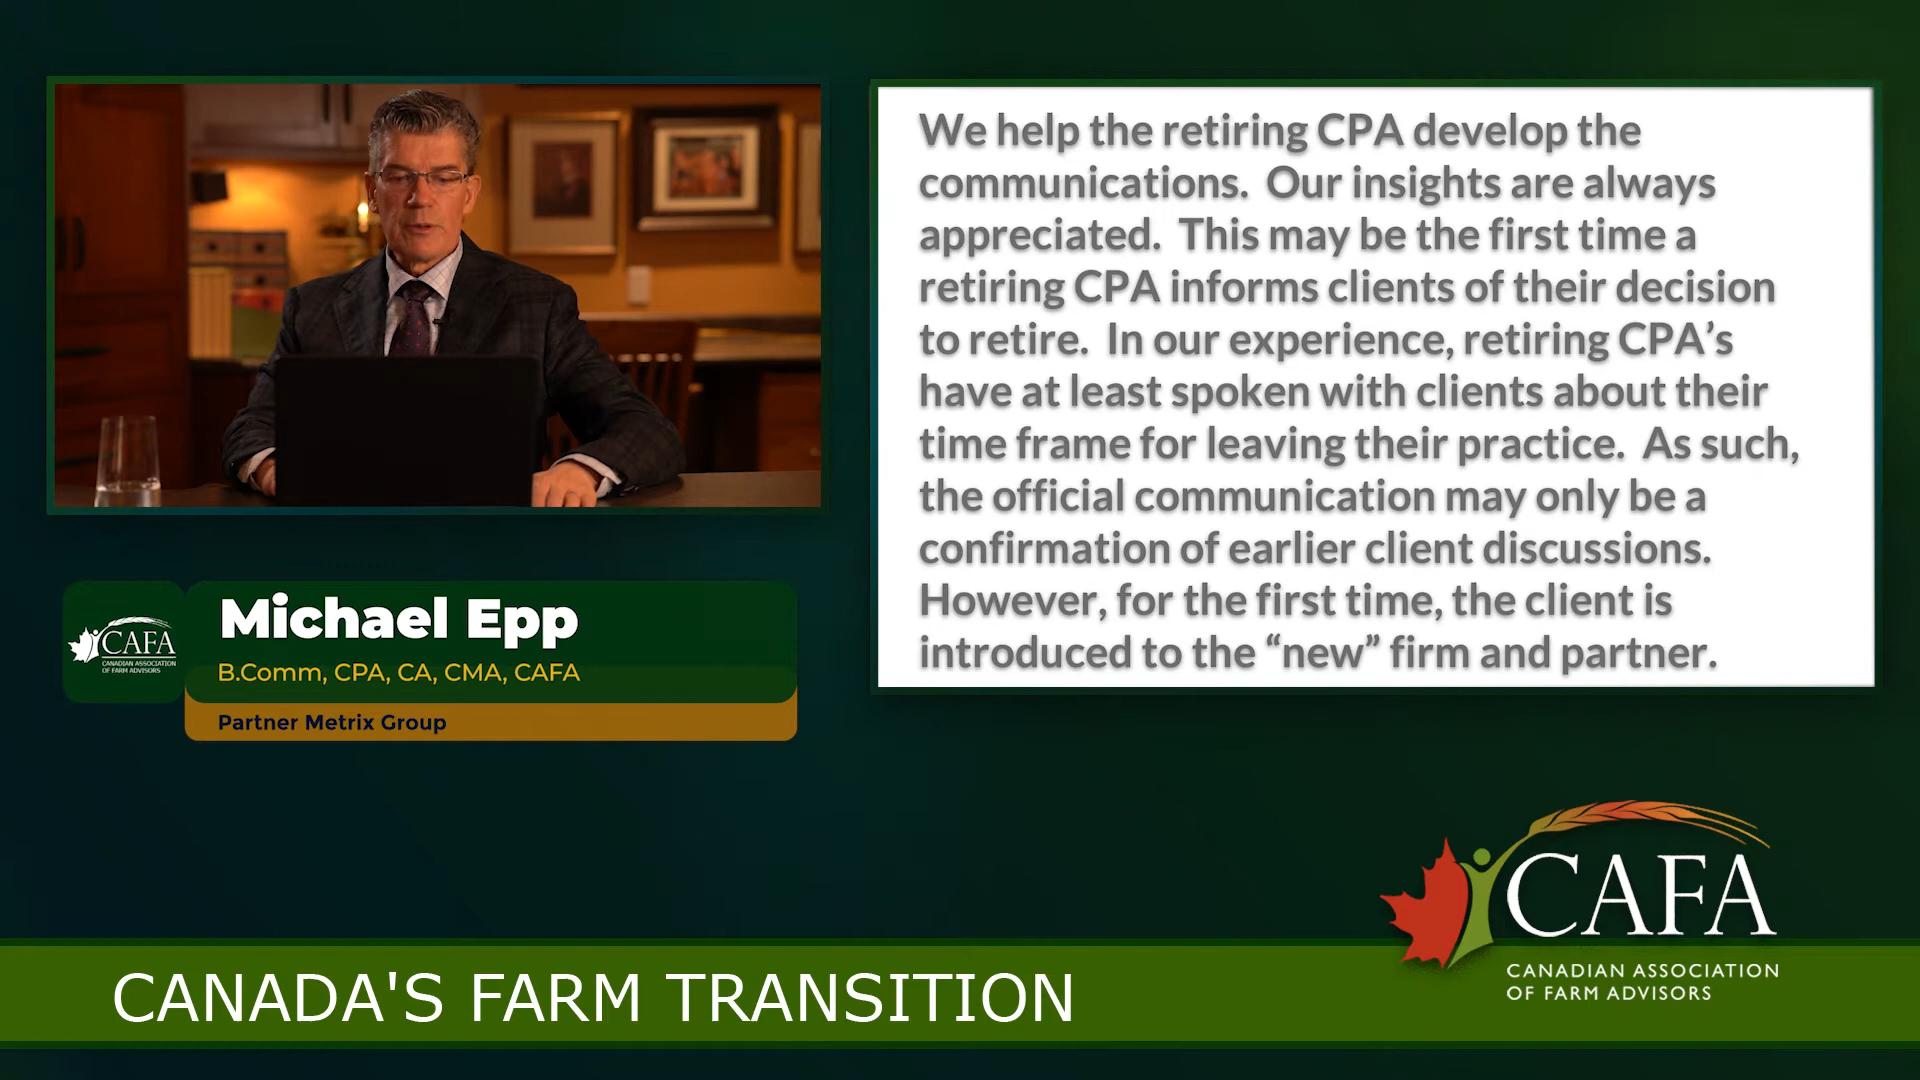 We help the retiring CPA develop the
communications.  Our insights are always
appreciated.  This may be the first time a
retiring CPA informs clients of their decision
to retire.  In our experience, retiring CPA’s
have at least spoken with clients about their
time frame for leaving their practice.  As such,
the official communication may only be a
confirmation of earlier client discussions.
However, for the first time, the client is
introduced to the “new” firm and partner.
CAFA
CANADIAN ASSOCIATION
OF FARM ADVISORS
Michael Epp
B.Comm, CPA, CA, CMA, CAFA
Partner Metrix Group
CAFA
CANADIAN ASSOCIATION
OF FARM ADVISORS
CANADA'S FARM TRANSITION